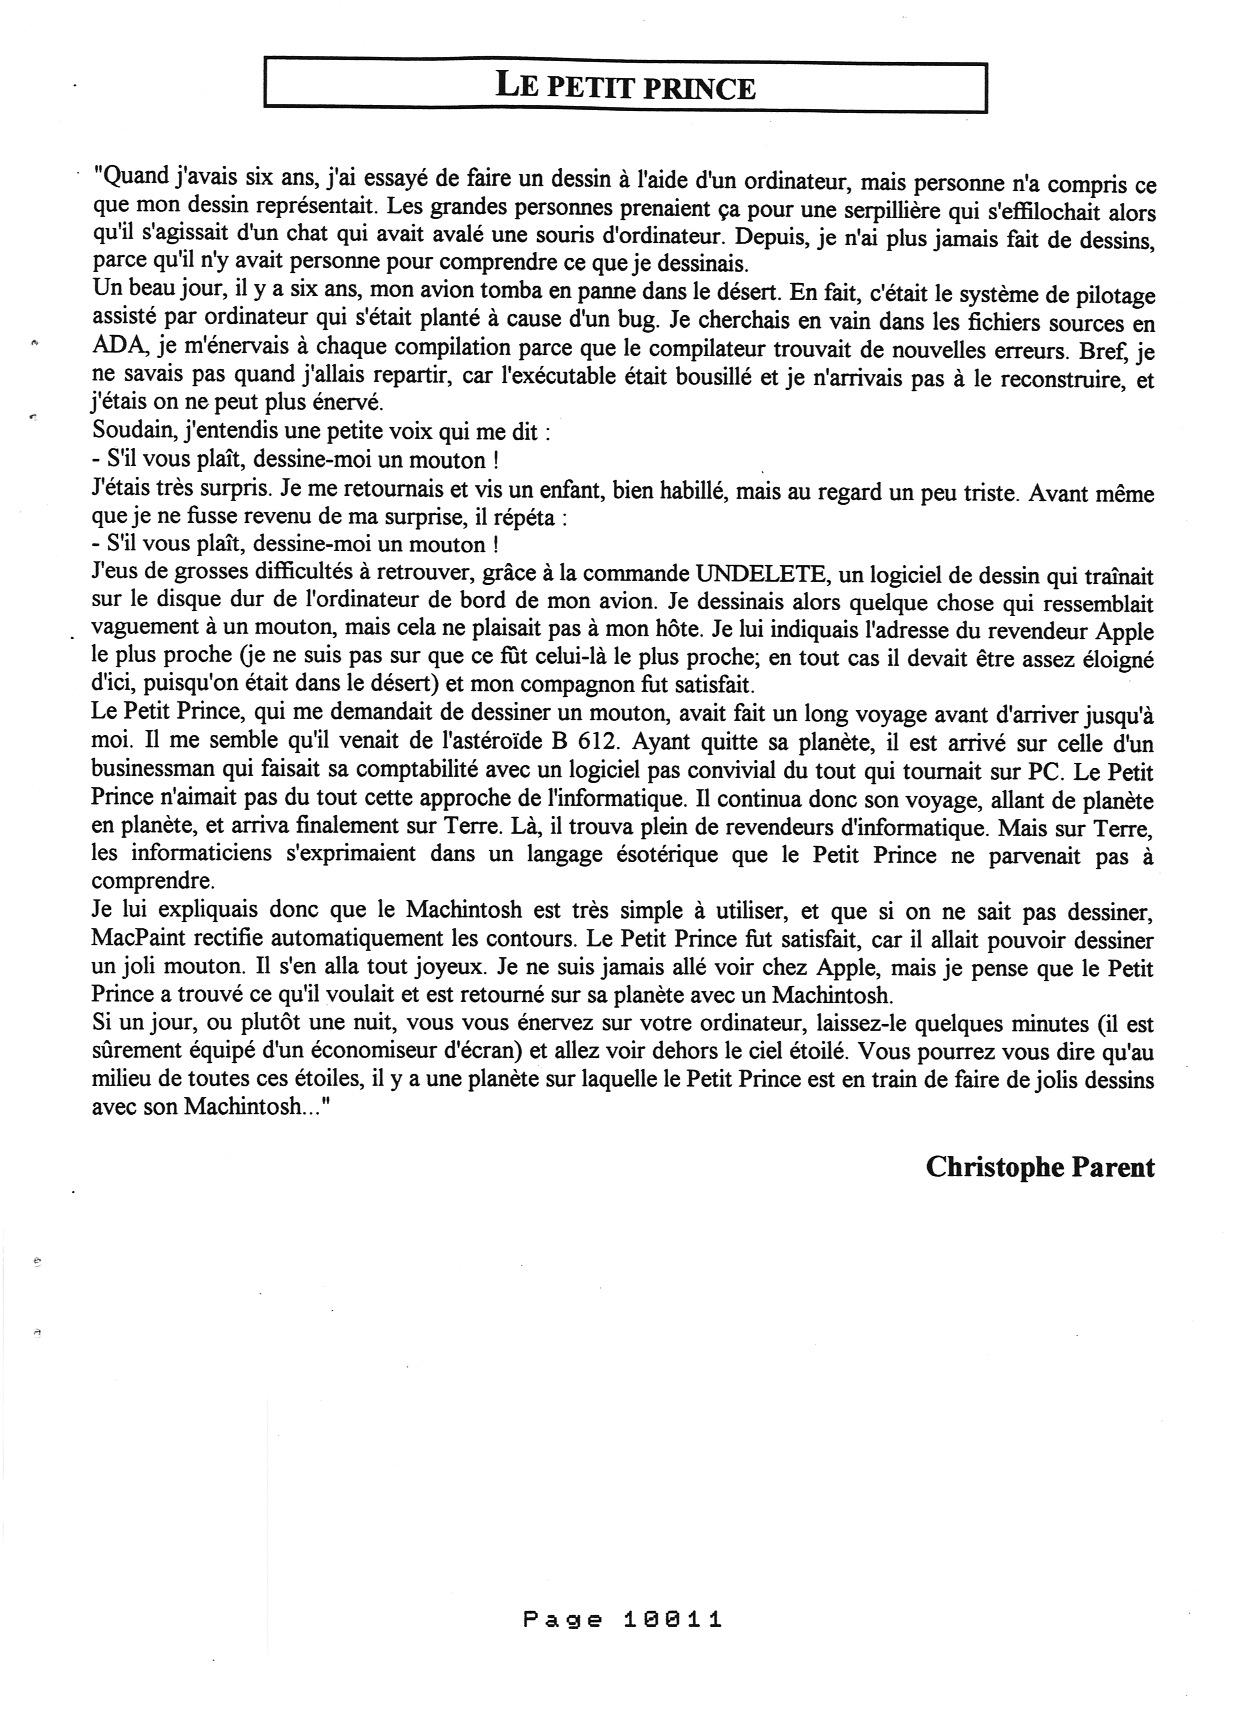 LE PETIT PRINCE
"Quand j'avais six ans, j'ai essayé de faire un dessin à l'aide d'un ordinateur, mais personne n'a compris ce
que mon dessin représentait. Les grandes personnes prenaient ça pour une serpillière qui s'effilochait alors
qu'il s'agissait d'un chat qui avait avalé une souris d'ordinateur. Depuis, je n'ai plus jamais fait de dessins,
parce qu'il n'y avait personne pour comprendre ce que je dessinais.
Un beau jour, il y a six ans, mon avion tomba en panne dans le désert. En fait, c'était le système de pilotage
assisté par ordinateur qui s'était planté à cause d'un bug. Je cherchais en vain dans les fichiers sources en
ADA, je m'énervais à chaque compilation parce que le compilateur trouvait de nouvelles erreurs. Bref, je
ne savais pas quand j'allais repartir, car l'exécutable était bousillé et je n'arrivais pas à le reconstruire, et
j'étais on ne peut plus énervé.
Soudain, j'entendis une petite voix qui me dit :
- S'il vous plaît, dessine-moi un mouton !
J'étais très surpris. Je me retournais et vis un enfant, bien habillé, mais au regard un peu triste. Avant même
que je ne fusse revenu de ma surprise, il répéta :
- S'il vous plaît, dessine-moi un mouton !
J'eus de grosses difficultés à retrouver, grâce à la commande UNDELETE, un logiciel de dessin qui traînait
sur le disque dur de l'ordinateur de bord de mon avion. Je dessinais alors quelque chose qui ressemblait
vaguement à un mouton, mais cela ne plaisait pas à mon hôte. Je lui indiquais l'adresse du revendeur Apple
le plus proche (je ne suis pas sur que ce fût celui-là le plus proche; en tout cas il devait être assez éloigné
d'ici, puisqu'on était dans le désert) et mon compagnon fut satisfait.
Le Petit Prince, qui me demandait de dessiner un mouton, avait fait un long voyage avant d'arriver jusqu'à
moi. Il me semble qu'il venait de l'astéroïde B 612. Ayant quitte sa planète, il est arrivé sur celle d'un
businessman qui faisait sa comptabilité avec un logiciel pas convivial du tout qui tournait sur PC. Le Petit
Prince n'aimait pas du tout cette approche de l'informatique. Il continua donc son voyage, allant de planète
en planète, et arriva finalement sur Terre. Là, il trouva plein de revendeurs d'informatique. Mais sur Terre,
les informaticiens s'exprimaient dans un langage ésotérique que le Petit Prince ne parvenait pas à
comprendre.
Je lui expliquais donc que le Machintosh est très simple à utiliser, et que si on ne sait pas dessiner,
MacPaint rectifie automatiquement les contours. Le Petit Prince fut satisfait, car il allait pouvoir dessiner
un joli mouton. Il s'en alla tout joyeux. Je ne suis jamais allé voir chez Apple, mais je pense que le Petit
Prince a trouvé ce qu'il voulait et est retourné sur sa planète avec un Machintosh.
Si un jour, ou plutôt une nuit, vous vous énervez sur votre ordinateur, laissez-le quelques minutes (il est
sûrement équipé d'un économiseur d'écran) et allez voir dehors le ciel étoilé. Vous pourrez vous dire qu'au
milieu de toutes ces étoiles, il y a une planète sur laquelle le Petit Prince est en train de faire de jolis dessins
avec son Machintosh..."
Christophe Parent
Page 10011